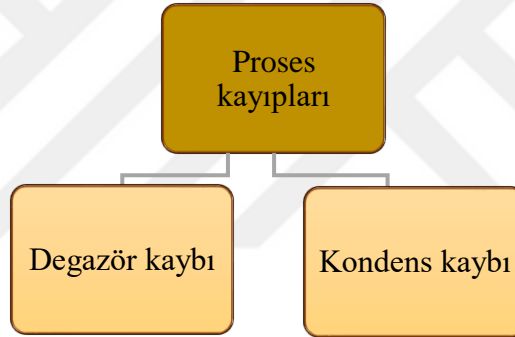 Proses
kayıpları
Degazör kaybı
Kondens kaybı